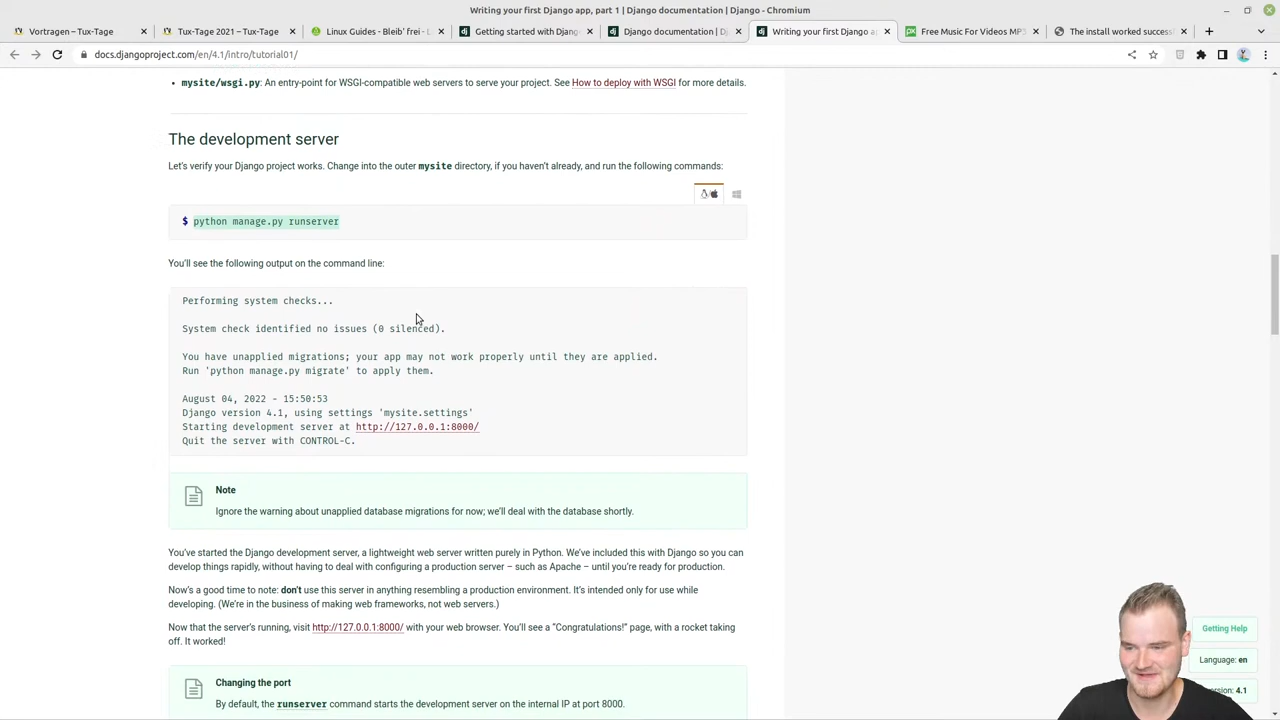 Writing your first Django app, part 1 | Django documentation | Django - Chromium
Vortragen – Tux-Tage
Tux-Tage 2021 – Tux-Tage
Linux Guides - Bleib' frei - L
Getting started with Django
Django documentation | D
Writing your first Django ap
Free Music For Videos MP3
The install worked success
docs.djangoproject.com/en/4.1/intro/tutorial01/
• mysite/wsgi.py: An entry-point for WSGI-compatible web servers to serve your project. See How to deploy with WSGI for more details.
The development server
Let's verify your Django project works. Change into the outer mysite directory, if you haven't already, and run the following commands:
$ python manage.py runserver
You'll see the following output on the command line:
Performing system checks...
System check identified no issues (0 silenced).
You have unapplied migrations; your app may not work properly until they are applied.
Run 'python manage.py migrate' to apply them.
August 04, 2022 - 15:50:53
Django version 4.1, using settings 'mysite.settings'
Starting development server at http://127.0.0.1:8000/
Quit the server with CONTROL-C.
Note
Ignore the warning about unapplied database migrations for now; we'll deal with the database shortly.
You've started the Django development server, a lightweight web server written purely in Python. We've included this with Django so you can
develop things rapidly, without having to deal with configuring a production server – such as Apache – until you're ready for production.
Now's a good time to note: don't use this server in anything resembling a production environment. It's intended only for use while
developing. (We're in the business of making web frameworks, not web servers.)
Now that the server's running, visit http://127.0.0.1:8000/ with your web browser. You'll see a “Congratulations!” page, with a rocket taking
off. It worked!
Changing the port
By default, the runserver command starts the development server on the internal IP at port 8000.
Getting Help
Language: en
4.1